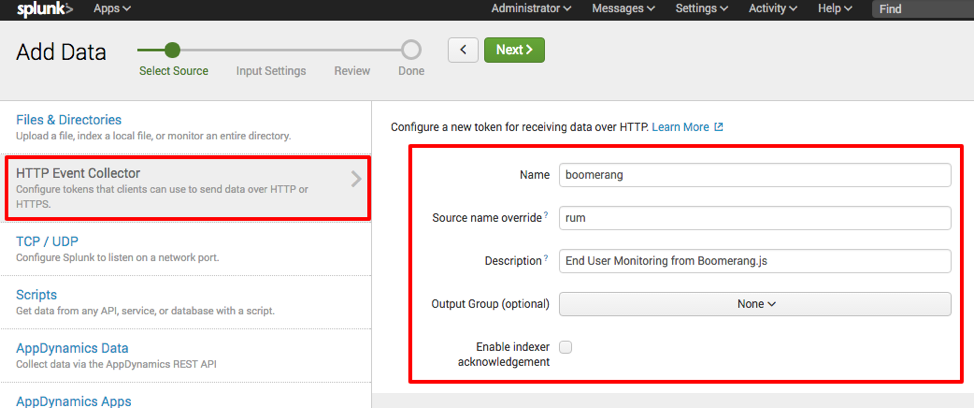 splunk> Apps Administrator Messages Settings Activity Help Find
Add Data
Select Source Input Settings Review Done
< Next >
Files & Directories
Upload a file, index a local file, or monitor an entire directory.
HTTP Event Collector
Configure tokens that clients can use to send data over HTTP or
HTTPS.
TCP / UDP
Configure Splunk to listen on a network port.
Scripts
Get data from any API, service, or database with a script.
AppDynamics Data
Collect data via the AppDynamics REST API
AppDynamics Apps
Configure a new token for receiving data over HTTP. Learn More
Name boomerang
Source name override ? rum
Description ? End User Monitoring from Boomerang.js
Output Group (optional) None
Enable indexer
acknowledgement